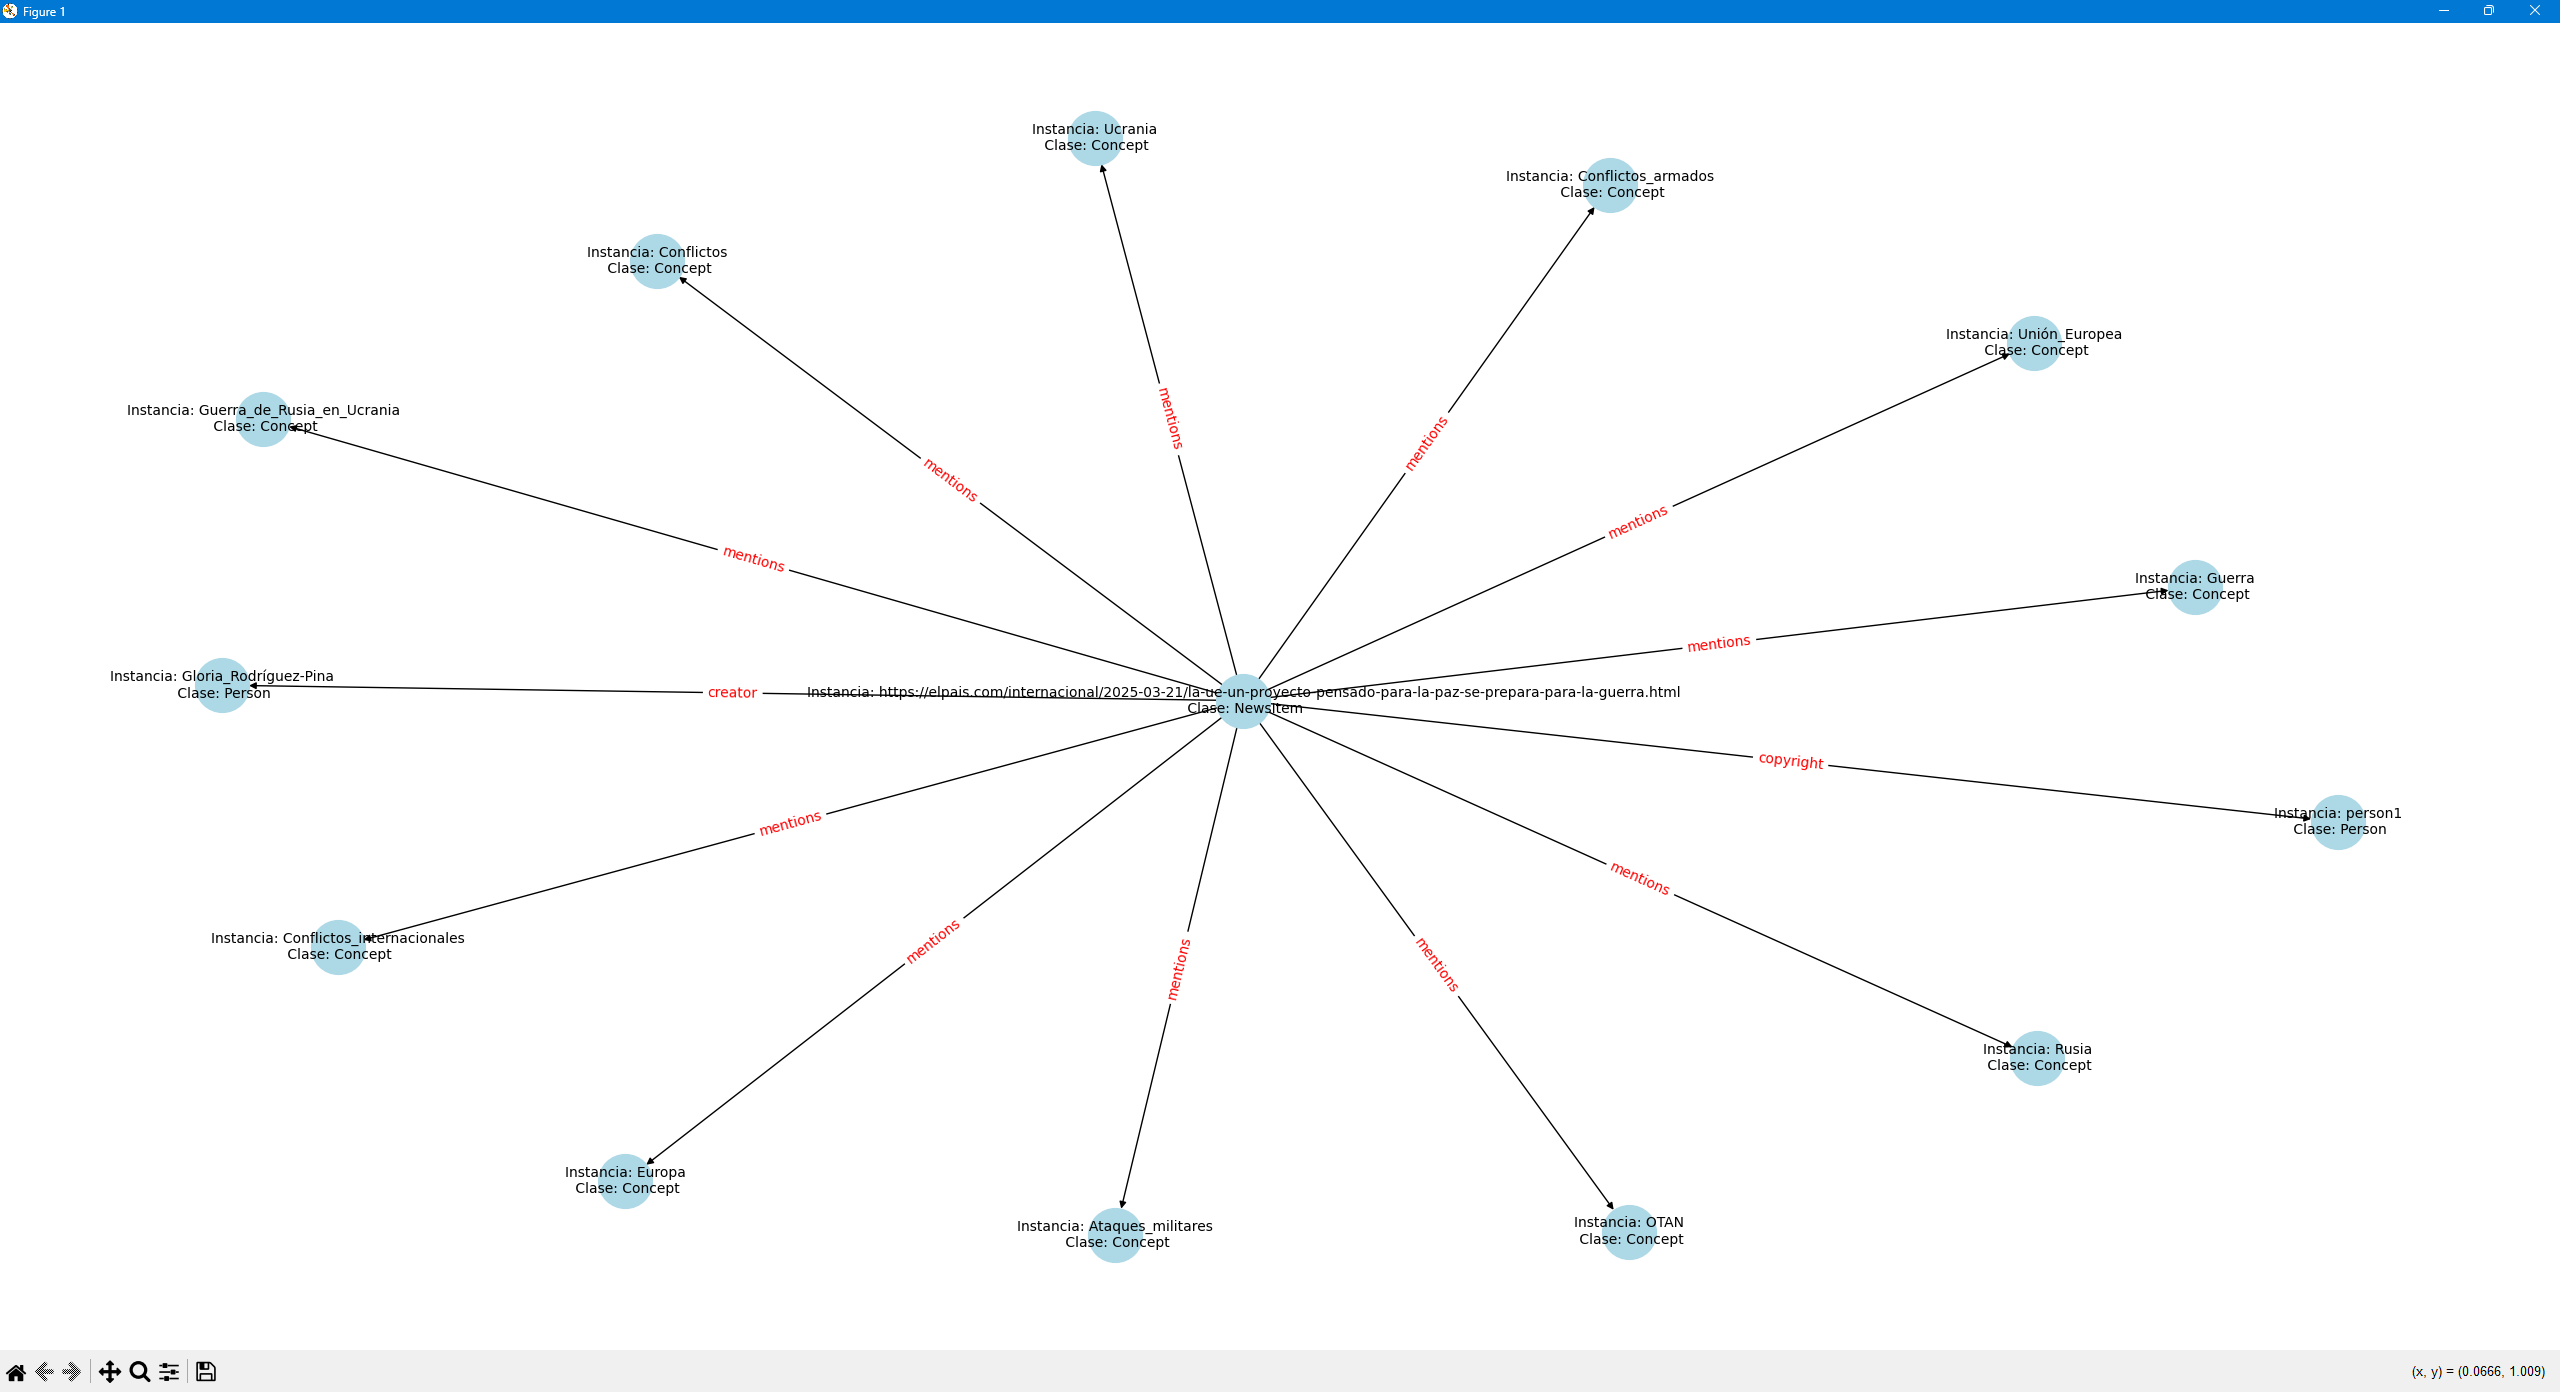 Figure 1
Instancia: Ucrania
Clase: Concept
Instancia: Conflictos_armados
Clase: Concept
Instancia: Conflictos
Clase: Concept
Instancia: Unión_Europea
Clase: Concept
Instancia: Guerra_de_Rusia_en_Ucrania
Clase: Concept
mentions
mentions
mentions
mentions
mentions
Instancia: Guerra
Clase: Concept
mentions
Instancia: Gloria_Rodríguez-Pina
Clase: Person
creator
Instancia: https://elpais.com/internacional/2025-03-21/la-ue-un-proyecto-pensado-para-la-paz-se-prepara-para-la-guerra.html
Clase: NewsItem
copyright
Instancia: person1
Clase: Person
mentions
mentions
Instancia: Conflictos_internacionales
Clase: Concept
mentions
mentions
mentions
Instancia: Rusia
Clase: Concept
Instancia: Europa
Clase: Concept
Instancia: Ataques_militares
Clase: Concept
Instancia: OTAN
Clase: Concept
(x, y) = (0.0666, 1.009)